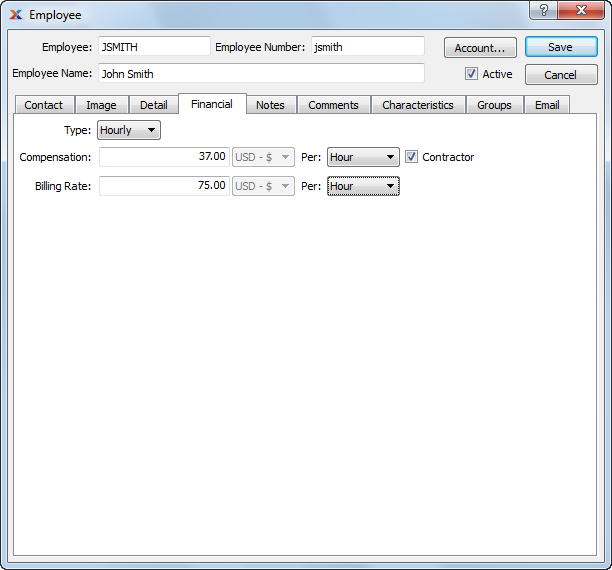 Employee
Employee: JSMITH Employee Number: jsmith Account... Save
Employee Name: John Smith Active Cancel
Contact Image Detail Financial Notes Comments Characteristics Groups Email
Type: Hourly
Compensation: 37.00 USD - $ Per: Hour Contractor
Billing Rate: 75.00 USD - $ Per: Hour